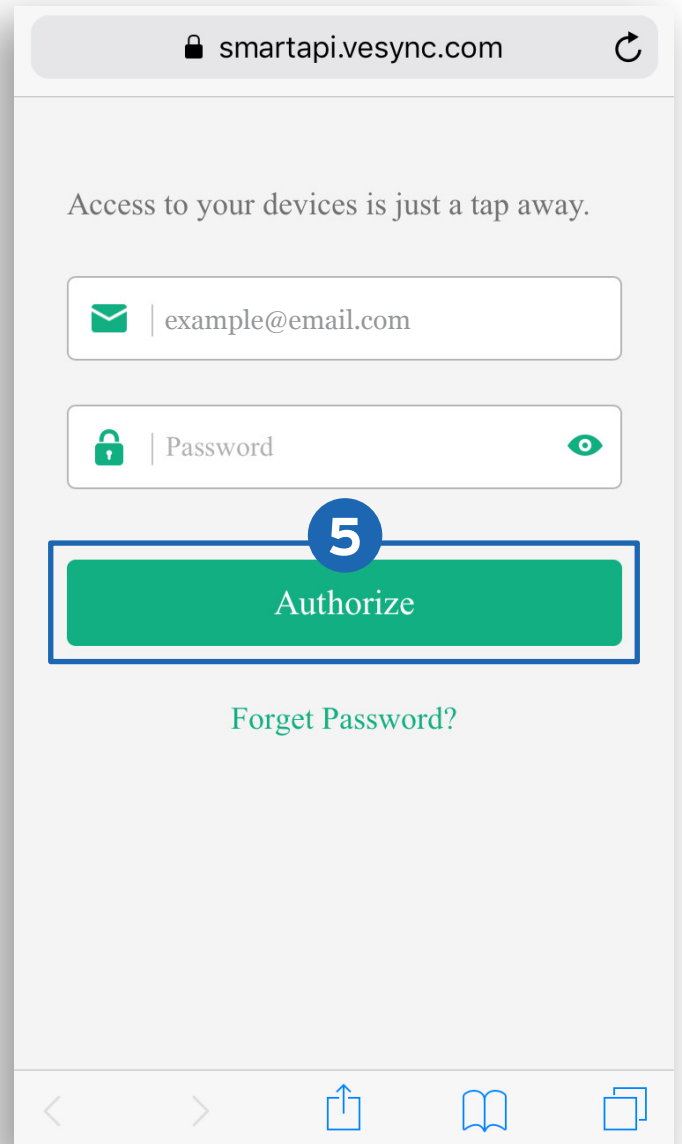 smartapi.vesync.com
Access to your devices is just a tap away.
example@email.com
Password
5
Authorize
Forget Password?